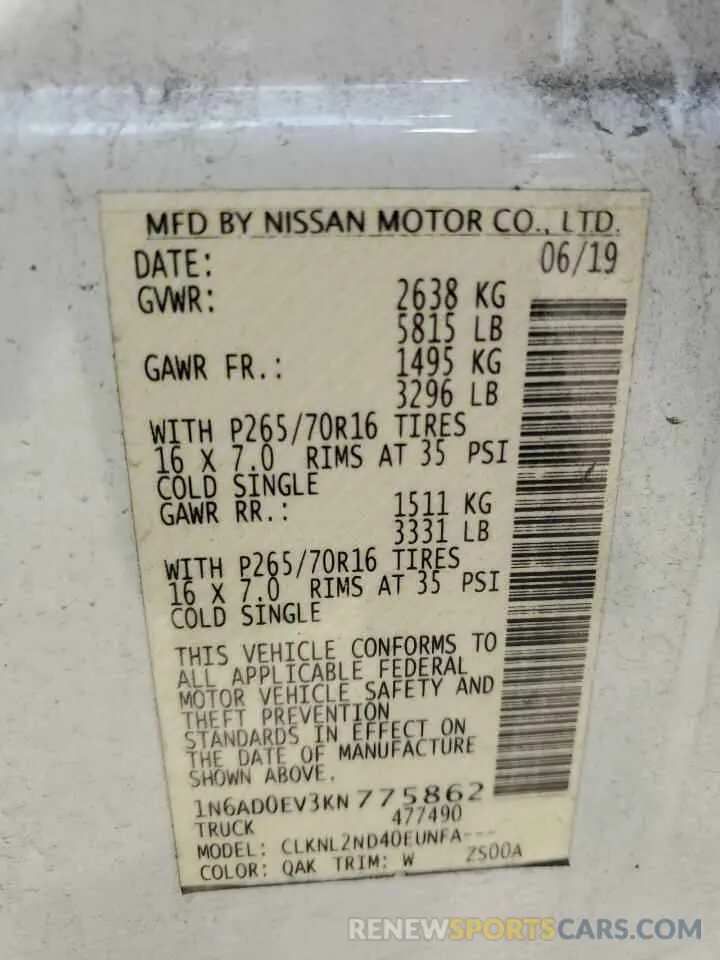 MFD BY NISSAN MOTOR CO., LTD.
DATE: 06/19
GVWR: 2638 KG
5815 LB
GAWR FR.: 1495 KG
3296 LB
WITH P265/70R16 TIRES
16 X 7.0 RIMS AT 35 PSI
COLD SINGLE
GAWR RR.: 1511 KG
3331 LB
WITH P265/70R16 TIRES
16 X 7.0 RIMS AT 35 PSI
COLD SINGLE
THIS VEHICLE CONFORMS TO
ALL APPLICABLE FEDERAL
MOTOR VEHICLE SAFETY AND
THEFT PREVENTION
STANDARDS IN EFFECT ON
THE DATE OF MANUFACTURE
SHOWN ABOVE.
1N6AD0EV3KN775862
TRUCK 477490
MODEL: CLKNL2ND40EUNFA---
COLOR: QAK TRIM: W ZS00A
RENEWSPORTSCARS.COM